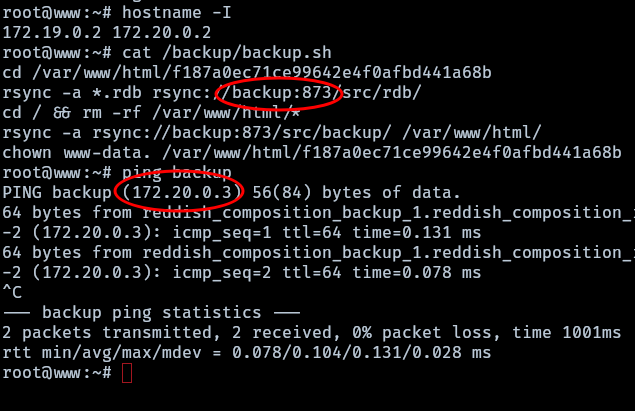 root@www:~# hostname -I
172.19.0.2 172.20.0.2
root@www:~# cat /backup/backup.sh
cd /var/www/html/f187a0ec71ce99642e4f0afbd441a68b
rsync -a *.rdb rsync://backup:873/src/rdb/
cd / && rm -rf /var/www/html/*
rsync -a rsync://backup:873/src/backup/ /var/www/html/
chown www-data. /var/www/html/f187a0ec71ce99642e4f0afbd441a68b
root@www:~# ping backup
PING backup (172.20.0.3) 56(84) bytes of data.
64 bytes from reddish_composition_backup_1.reddish_composition_i
-2 (172.20.0.3): icmp_seq=1 ttl=64 time=0.131 ms
64 bytes from reddish_composition_backup_1.reddish_composition_i
-2 (172.20.0.3): icmp_seq=2 ttl=64 time=0.078 ms
^C
--- backup ping statistics ---
2 packets transmitted, 2 received, 0% packet loss, time 1001ms
rtt min/avg/max/mdev = 0.078/0.104/0.131/0.028 ms
root@www:~#